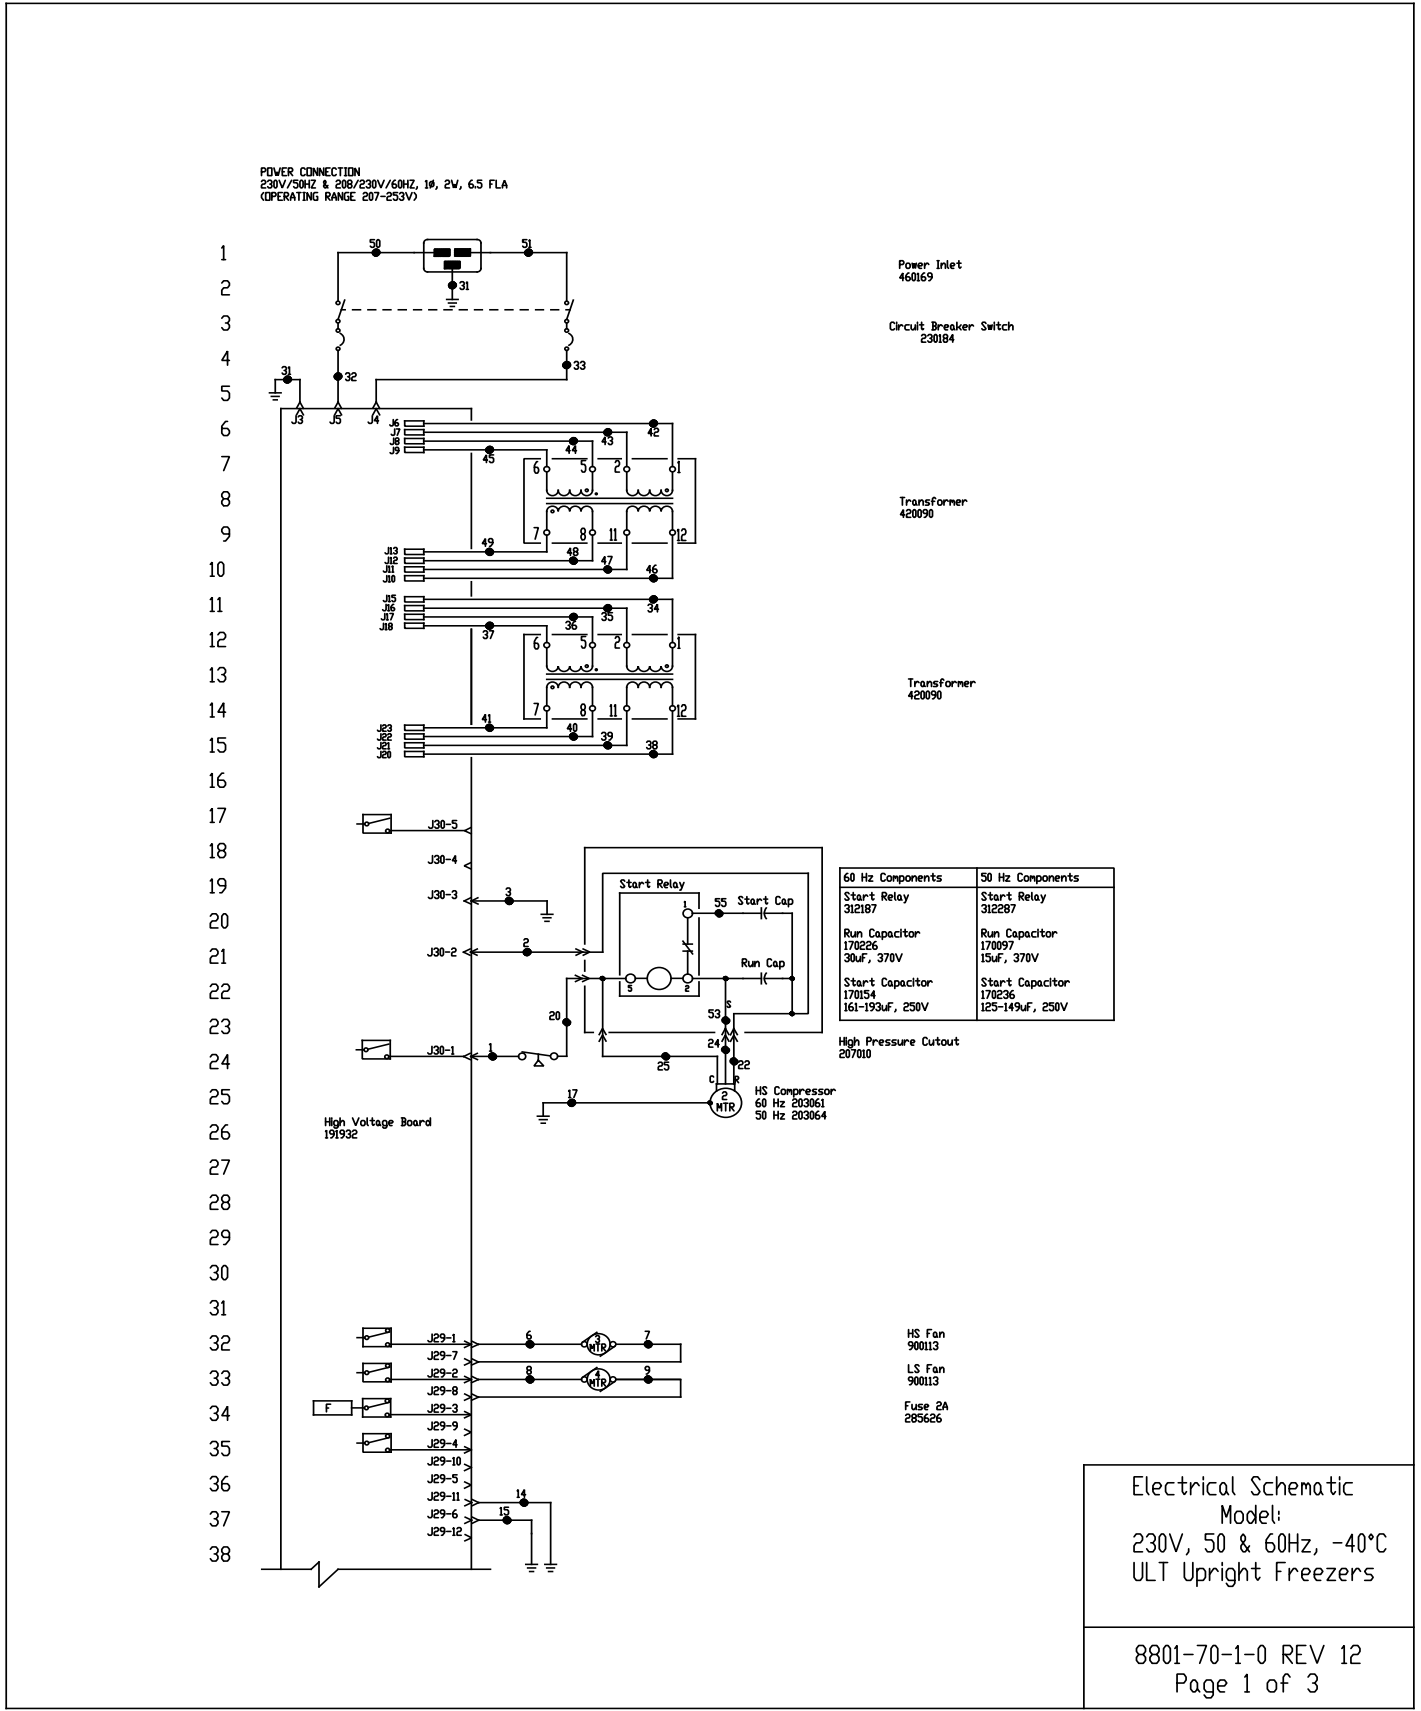 POWER CONNECTION
230V/50HZ & 208/230V/60HZ, 1ø, 2W, 6.5 FLA
(OPERATING RANGE 207-253V)
1
50
51
Power Inlet
460169
2
31
3
Circuit Breaker Switch
230184
4
33
31
32
5
J3
J5
J4
6
J6
42
J7
43
J8
44
J9
45
7
6
5
2
1
8
Transformer
420090
9
7
8
11
12
J13
49
J12
48
10
J11
47
J10
46
11
J15
34
J16
35
J17
36
J18
37
12
6
5
2
1
13
Transformer
420090
14
7
8
11
12
J23
41
J22
40
15
J21
39
J20
38
16
17
J30-5
18
J30-4
19
J30-3
3
Start Relay
1
55
Start Cap
20
21
J30-2
2
Run Cap
22
5
2
S
23
20
53
24
J30-1
1
24
25
22
C
R
25
17
2
MTR
HS Compressor
60 Hz 203061
50 Hz 203064
60 Hz Components
50 Hz Components
Start Relay
312187
Start Relay
312287
Run Capacitor
170226
30uF, 370V
Run Capacitor
170097
15uF, 370V
Start Capacitor
170154
161-193uF, 250V
Start Capacitor
170236
125-149uF, 250V
High Pressure Cutout
207010
High Voltage Board
191932
26
27
28
29
30
31
32
J29-1
6
3
MTR
7
HS Fan
900113
J29-7
33
J29-2
8
4
MTR
9
LS Fan
900113
J29-8
34
F
J29-3
Fuse 2A
285626
J29-9
35
J29-4
J29-10
36
J29-5
J29-11
14
37
J29-6
15
J29-12
38
Electrical Schematic
Model:
230V, 50 & 60Hz, -40°C
ULT Upright Freezers
8801-70-1-0 REV 12
Page 1 of 3